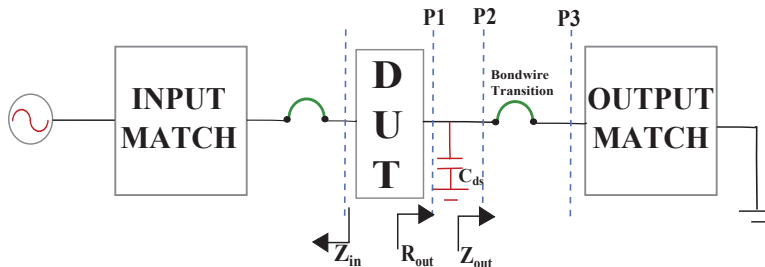 P1
P2
P3
INPUT
MATCH
D
U
T
Bondwire
Transition
OUTPUT
MATCH
Cds
Zin
Rout
Zout